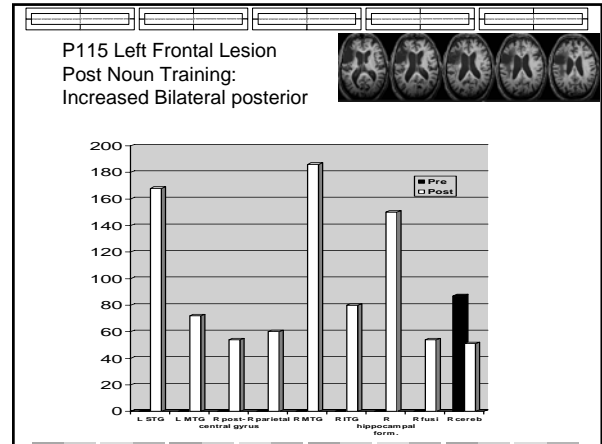 P115 Left Frontal Lesion
Post Noun Training:
Increased Bilateral posterior
200
180
160
140
120
100
80
60
40
20
0
Pre
Post
L STG L MTG R post- R parietal R MTG R ITG R R fusi R cereb
central gyrus hippocampal
form.